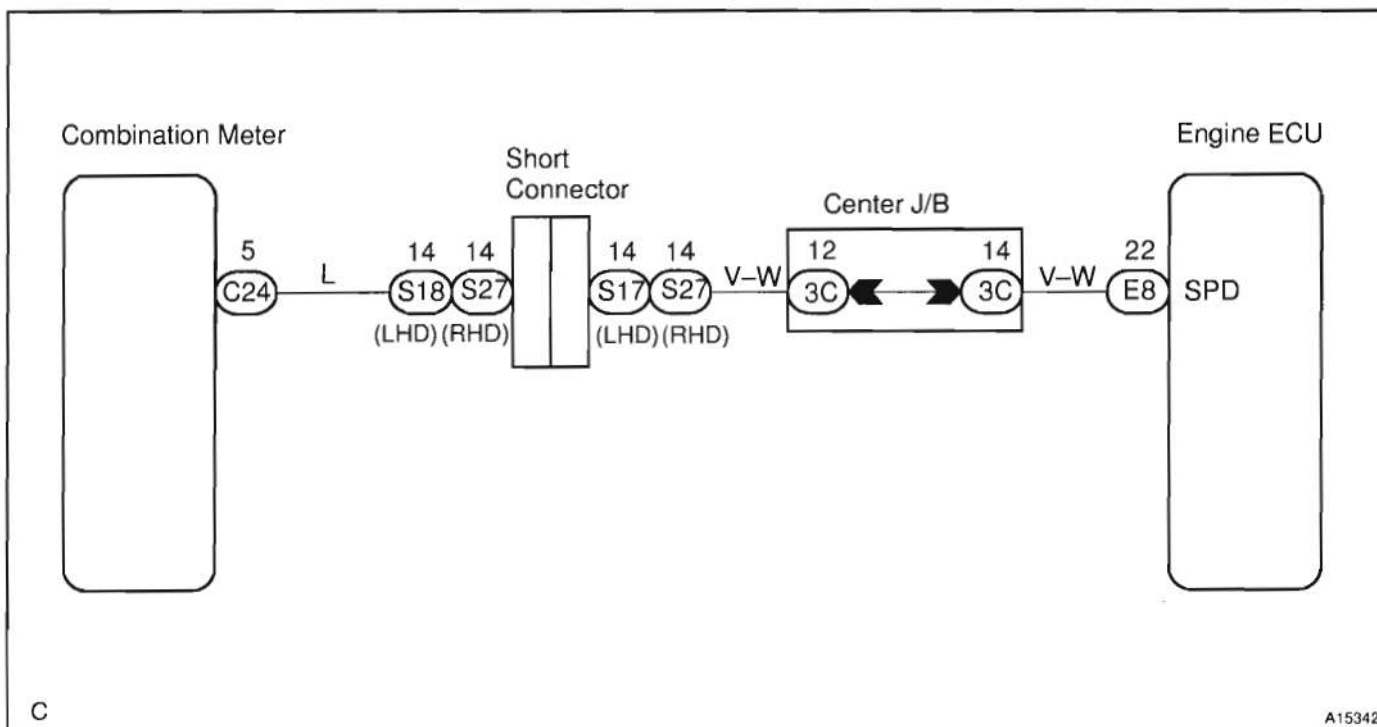 Combination Meter
Engine ECU
Short
Connector
Center J/B
5
14 14
14 14
12
14
22
C24
L
S18 S27
S17 S27
V–W
3C
3C
V–W
E8
SPD
(LHD) (RHD)
(LHD) (RHD)
C
A15342